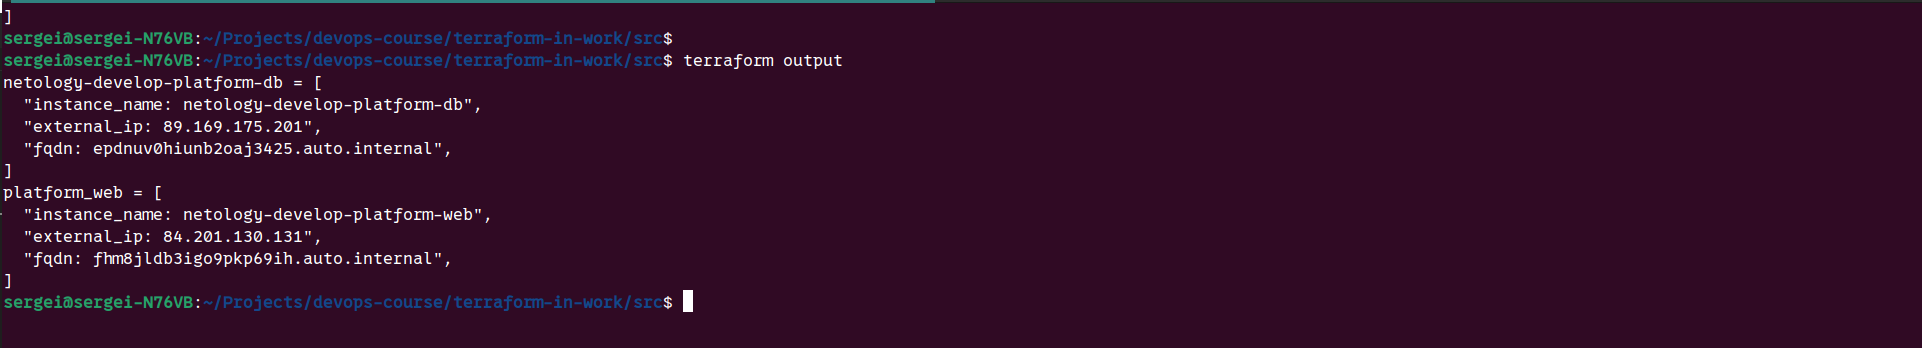 ]
sergei@sergei-N76VB:~/Projects/devops-course/terraform-in-work/src$
sergei@sergei-N76VB:~/Projects/devops-course/terraform-in-work/src$ terraform output
netology-develop-platform-db = [
  "instance_name: netology-develop-platform-db",
  "external_ip: 89.169.175.201",
  "fqdn: epdnuv0hiunb2oaj3425.auto.internal",
]
platform_web = [
  "instance_name: netology-develop-platform-web",
  "external_ip: 84.201.130.131",
  "fqdn: fhm8jldb3igo9pkp69ih.auto.internal",
]
sergei@sergei-N76VB:~/Projects/devops-course/terraform-in-work/src$